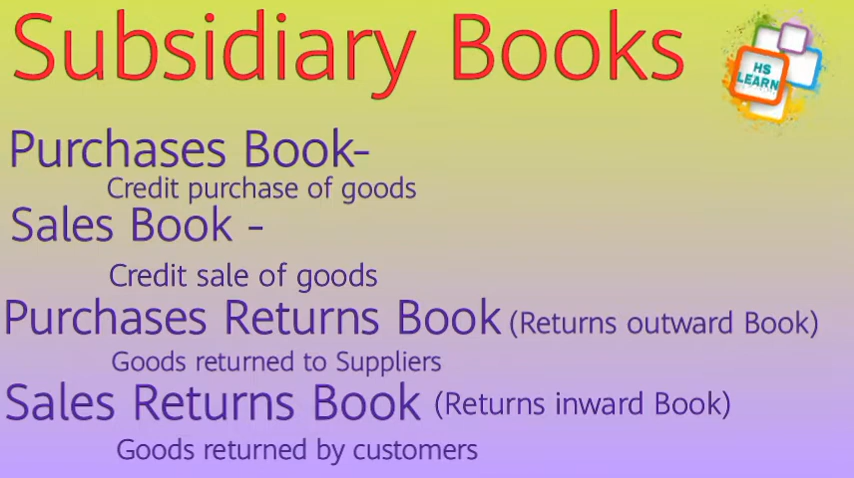 Subsidiary Books
HS
LEARN
Purchases Book-
Credit purchase of goods
Sales Book -
Credit sale of goods
Purchases Returns Book (Returns outward Book)
Goods returned to Suppliers
Sales Returns Book (Returns inward Book)
Goods returned by customers